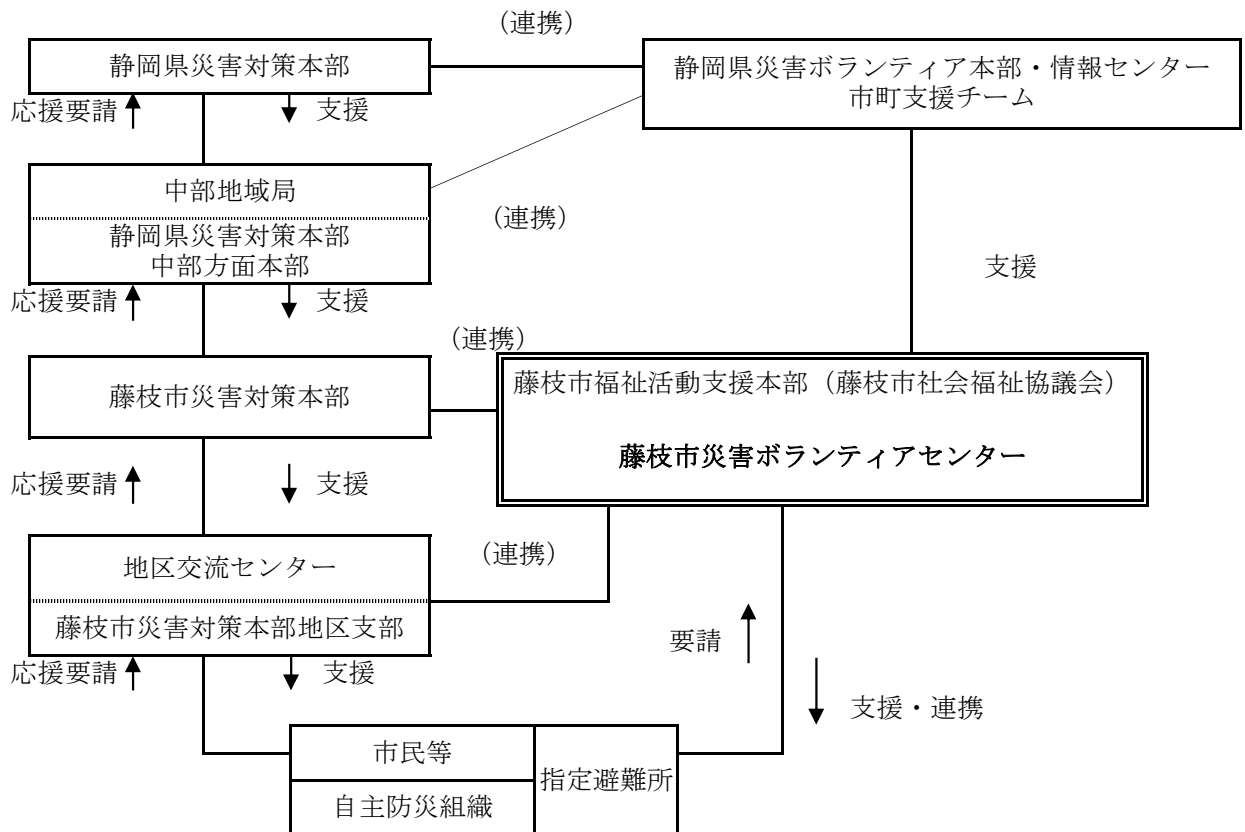 (連携)
静岡県災害対策本部
静岡県災害ボランティア本部・情報センター
市町支援チーム
応援要請
支援
中部地域局
(連携)
静岡県災害対策本部
中部方面本部
支援
応援要請
支援
(連携)
藤枝市災害対策本部
藤枝市福祉活動支援本部（藤枝市社会福祉協議会）
藤枝市災害ボランティアセンター
応援要請
支援
地区交流センター
(連携)
藤枝市災害対策本部地区支部
要請
応援要請
支援
支援・連携
市民等
指定避難所
自主防災組織